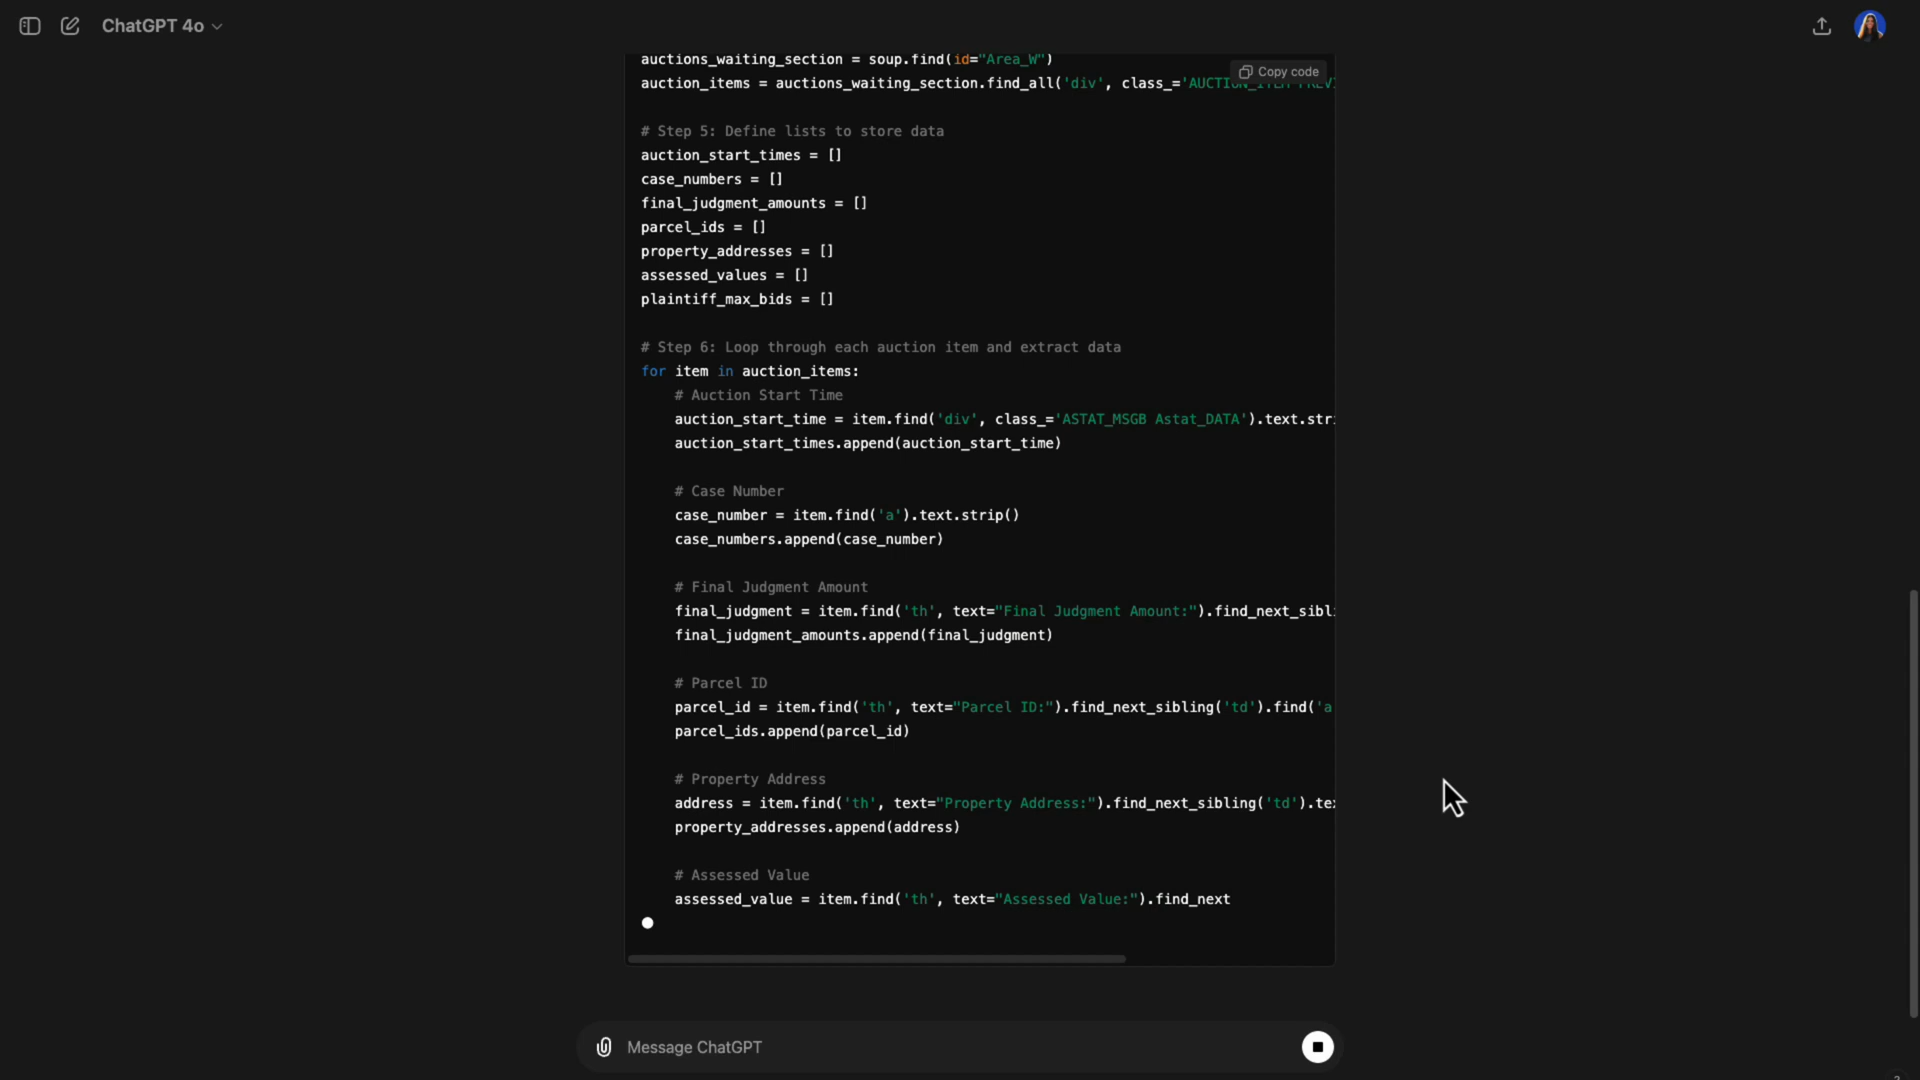 ChatGPT 4o
auctions_waiting_section = soup.find(id="Area_W")
Copy code
auction_items = auctions_waiting_section.find_all('div', class_='AUCTION_ITEM PREV
# Step 5: Define lists to store data
auction_start_times = []
case_numbers = []
final_judgment_amounts = []
parcel_ids = []
property_addresses = []
assessed_values = []
plaintiff_max_bids = []
# Step 6: Loop through each auction item and extract data
for item in auction_items:
# Auction Start Time
auction_start_time = item.find('div', class_='ASTAT_MSGB Astat_DATA').text.stri
auction_start_times.append(auction_start_time)
# Case Number
case_number = item.find('a').text.strip()
case_numbers.append(case_number)
# Final Judgment Amount
final_judgment = item.find('th', text="Final Judgment Amount:").find_next_sibl
final_judgment_amounts.append(final_judgment)
# Parcel ID
parcel_id = item.find('th', text="Parcel ID:").find_next_sibling('td').find('a
parcel_ids.append(parcel_id)
# Property Address
address = item.find('th', text="Property Address:").find_next_sibling('td').te
property_addresses.append(address)
# Assessed Value
assessed_value = item.find('th', text="Assessed Value:").find_next
Message ChatGPT